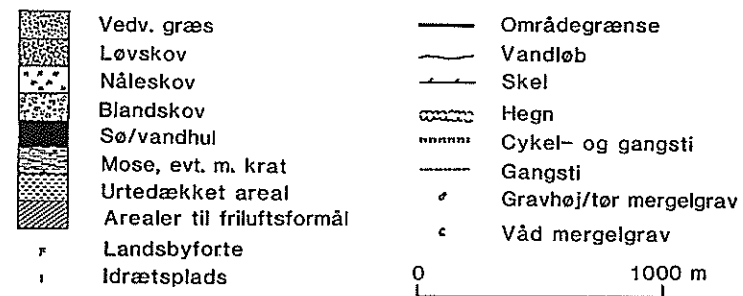 Vedv. græs
Løvskov
Nåleskov
Blandskov
Sø/vandhul
Mose, evt. m. krat
Urtedækket areal
Arealer til friluftsformål
F Landsbyforte
I Idrætsplads
Områdegrænse
Vandløb
Skel
Hegn
Cykel- og gangsti
Gangsti
Gravhøj/tør mergelgrav
Våd mergelgrav
0 1000 m